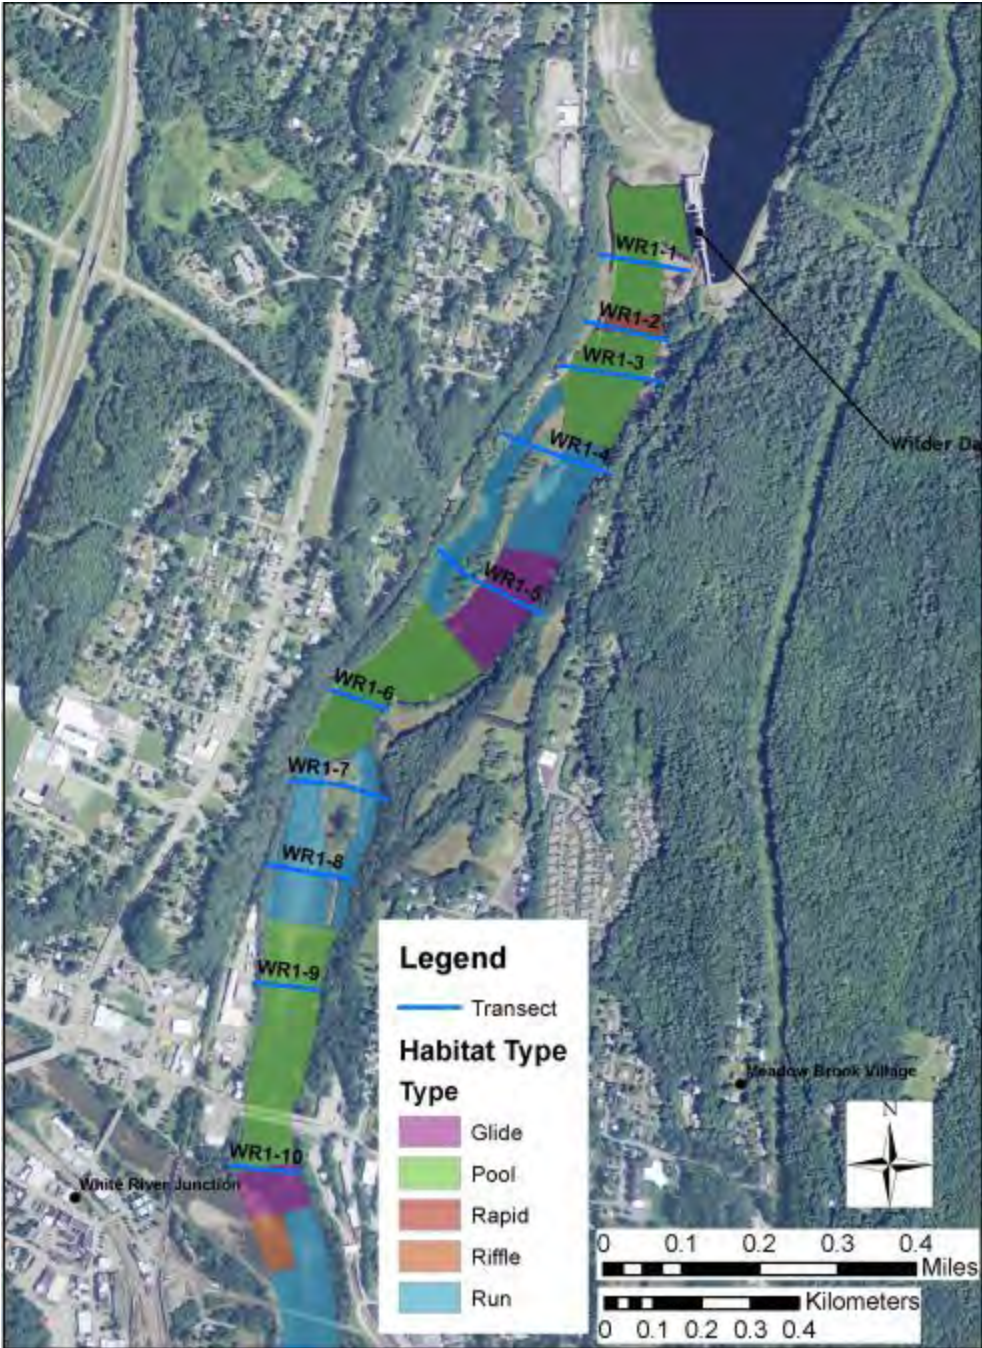 WR1-1
WR1-2
WR1-3
WR1-4
Wilder Da
WR1-5
WR1-6
WR1-7
WR1-8
WR1-9
Legend
Transect
Habitat Type
Type
Glide
Pool
Rapid
Riffle
Run
Meadow Brook Village
N
WR1-10
White River Junction
0 0.1 0.2 0.4
Miles
Kilometers
0 0.1 0.2 0.3 0.4